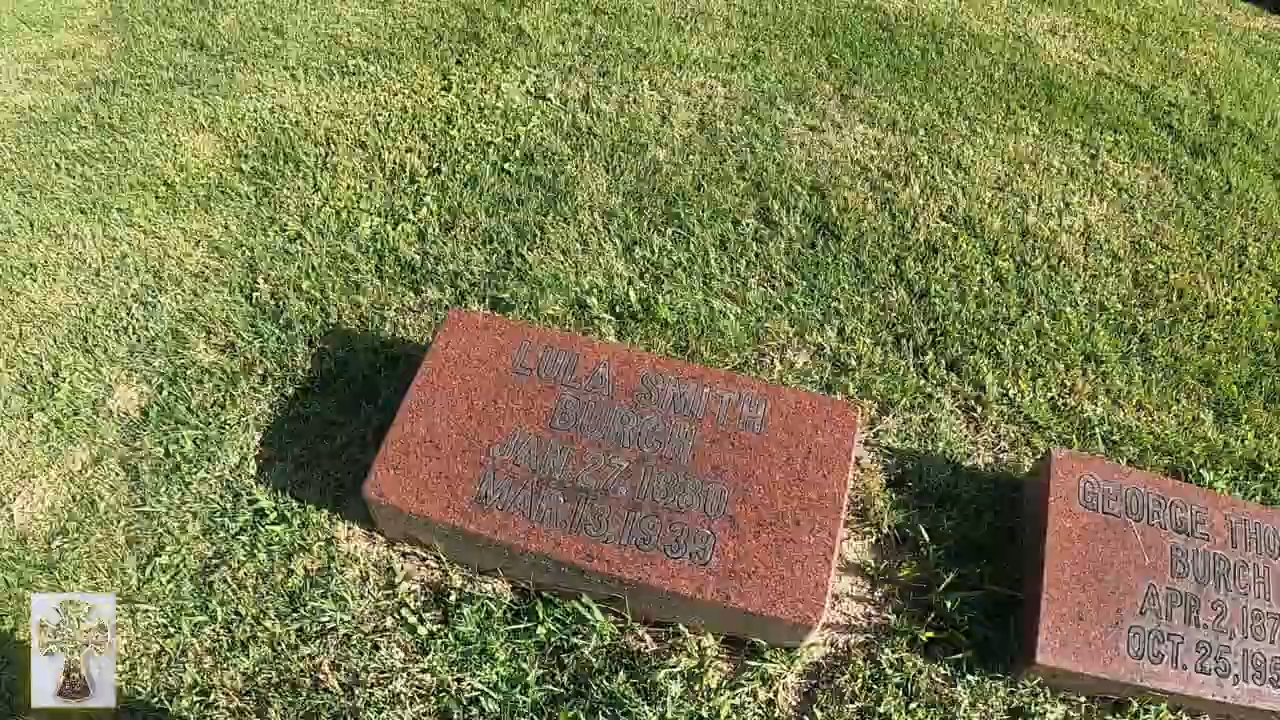 LULA SMITH
BURCH
JAN. 27, 1880
MAR. 13, 1939
GEORGE
BURCH
APR. 2,
OCT. 25,